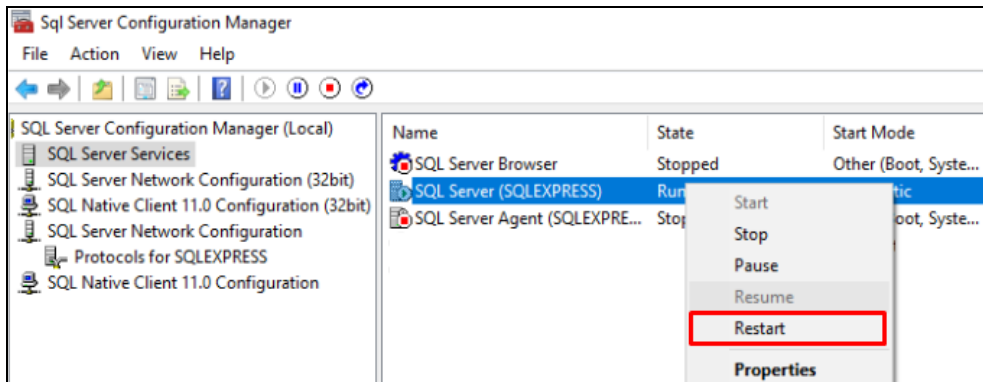 Sql Server Configuration Manager
File Action View Help
SQL Server Configuration Manager (Local)
SQL Server Services
SQL Server Network Configuration (32bit)
SQL Native Client 11.0 Configuration (32bit)
SQL Server Network Configuration
Protocols for SQLEXPRESS
SQL Native Client 11.0 Configuration
Name State Start Mode
SQL Server Browser Stopped Other (Boot, Syste...
SQL Server (SQLEXPRESS) Run tic
SQL Server Agent (SQLEXPRE... Stop oot, Syste...
Start
Stop
Pause
Resume
Restart
Properties